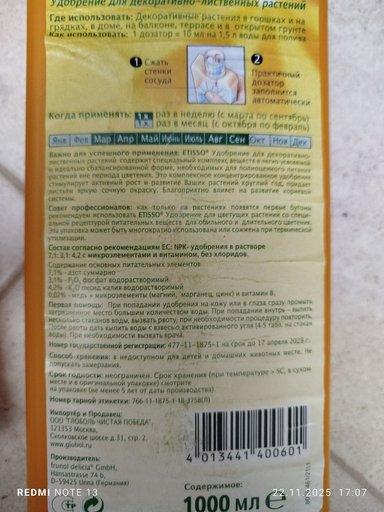 Удобрение для декоративно-лиственных растений
Где использовать: Декоративные растения в горшках и на
грядках, в доме, на балконе, террасе и в открытом грунте
Как использовать: 1 дозатор = 10 мл на 1,5 л воды для полива
1 Сжать
стенки
сосуда
2
Практичный
дозатор
заполнится
автоматически
Когда применять: 1x раз в неделю (с марта по сентябрь)
1x раз в месяц (с октября по февраль)
Янв Фев Мар Апр Май Июнь Июль Авг Сен Окт Ноя Дек
Важно для успешного применения: ETISSO® Удобрение для декоративно-
лиственных растений содержит специальный комплекс веществ в легко усвояемой
и идеально сбалансированной форме, необходимых для полноценного питания
растений вне периода цветения. Это комплексное концентрированное удобрение
стимулирует активный рост и развитие Ваших растений круглый год, придает
листьям яркую сочную окраску. Благоприятно влияет на развитие корневой
системы.
Совет профессионалов: как только на растениях появятся первые бутоны
рекомендуем использовать ETISSO® Удобрение для цветущих растений со спе-
циальной рецептурой питательных веществ для обильного и длительного цветения.
Эта упаковка может быть многократно использована или сожжена при термической
утилизации.
Состав согласно рекомендациям ЕС: NPK- удобрения в растворе
7,1: 3,1: 4,2 с микроэлементами и витамином, без хлоридов.
Содержание основных питательных элементов
7,1% - азот суммарно
3,1% - P₂O₅ фосфат водорастворимый
4,2% - K₂O оксид калия водорастворимый
0,02% - медь + микроэлементы (магний, марганец, цинк) и витамин B₁
Первая помощь: При попадании удобрения на кожу или в глаза сразу промыть
загрязненное место большим количеством воды. При попадании внутрь – выпить
несколько стаканов воды, вызвать рвоту, при необходимости процедуру повторить.
После рвоты дать выпить воды с взвесью активированного угля (4-5 табл. на стакан
воды). При необходимости вызвать врача.
Номер государственной регистрации: 477-11-1875-1 на срок до 17 апреля 2028 г.
Способ хранения: в недоступном для детей и домашних животных месте. Не
допускать замерзания.
Срок годности: неограничен. Срок хранения (при температуре > 5C, в сухом
месте и в оригинальной упаковке) смотрите
на упаковке (не менее 5 лет от даты производства).
Номер тарной этикетки: 766-11-1875-1-18-3758(П)
Импортёр и Продавец:
ООО "ГЛОБОЛЬ ЧИСТАЯ ПОБЕДА",
121353 Москва,
Сколковское шоссе д.31, стр. 2.
www.globol.ru
Изготовитель:
frunol delicia® GmbH,
Hansastrasse 74 b,
D-59425 Unna (Германия)
4 013441 400601
Содержимое:
1000 мл ℮
REDMI NOTE 13
22.11.2025 17:07